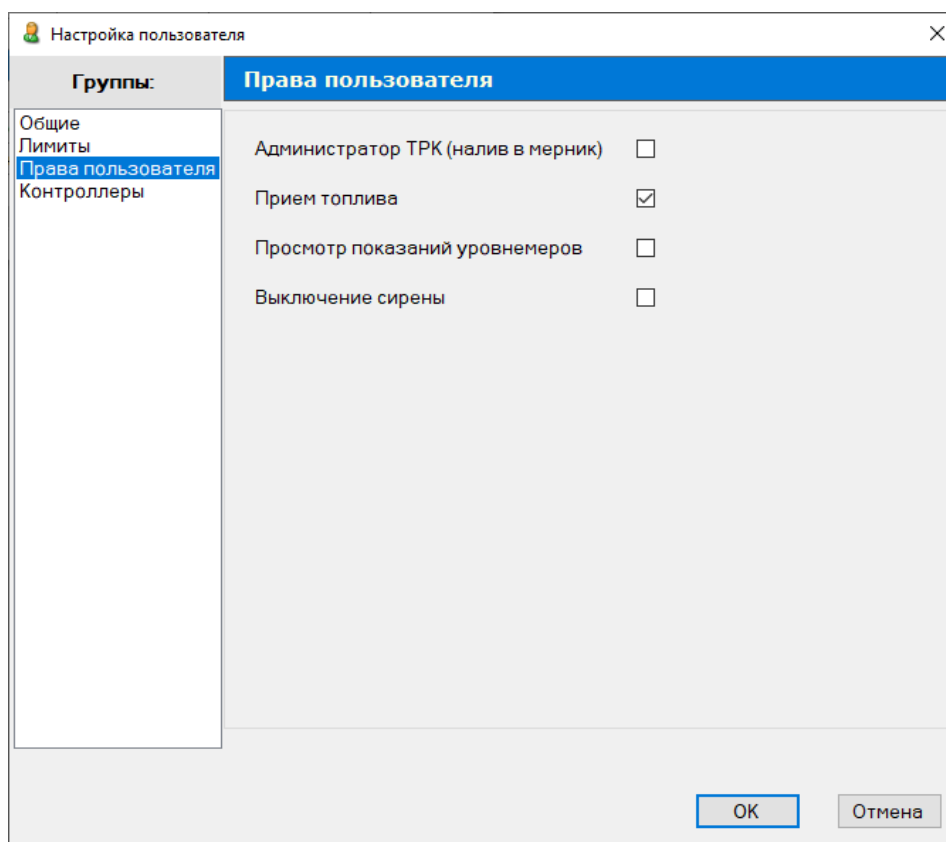 Настройка пользователя
Группы:
Права пользователя
Общие
Лимиты
Права пользователя
Контроллеры
Администратор ТРК (налив в мерник)
Прием топлива
Просмотр показаний уровнемеров
Выключение сирены
OK
Отмена